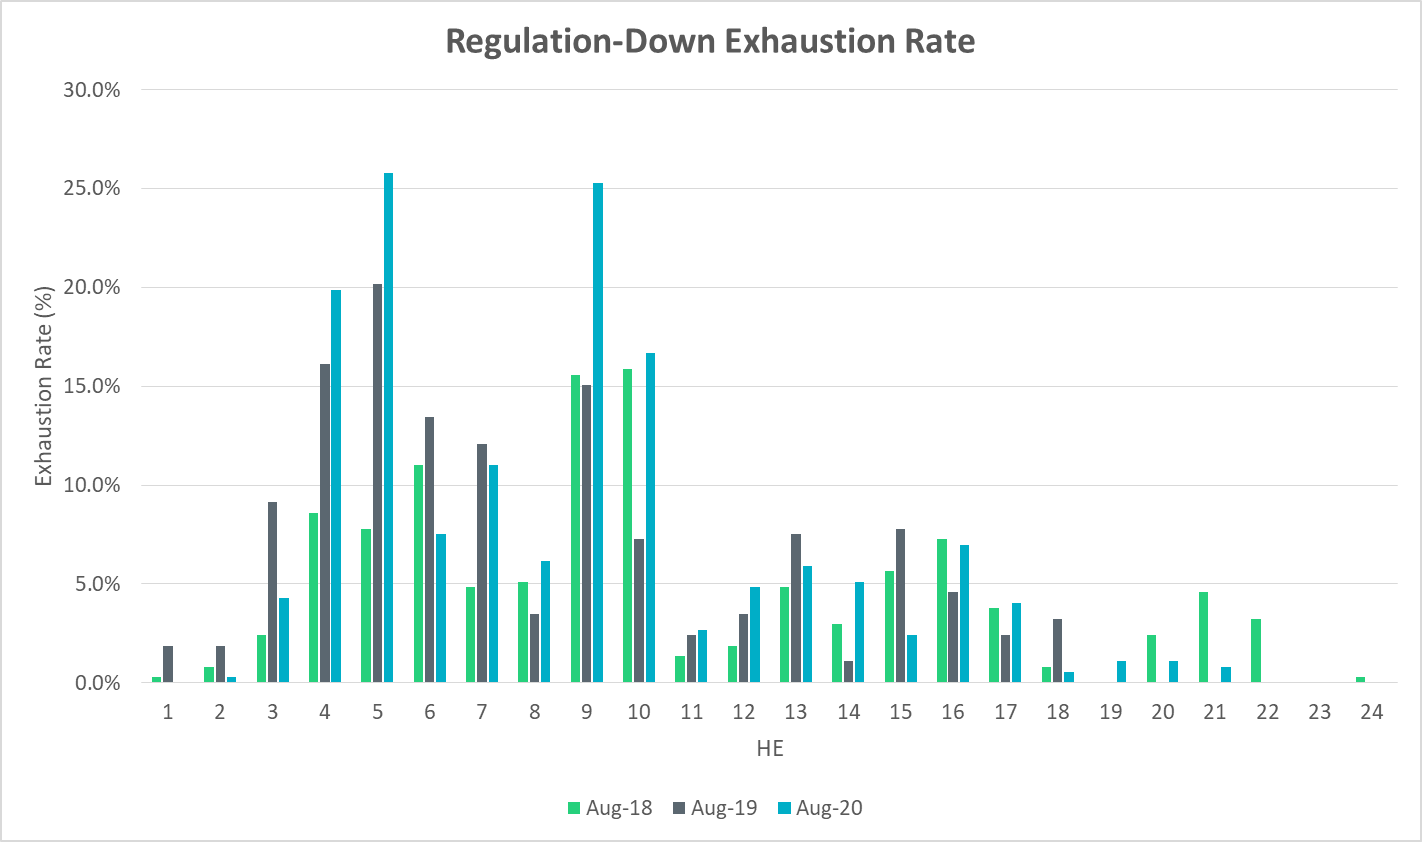 Regulation-Down Exhaustion Rate
30.0%
25.0%
20.0%
15.0%
10.0%
5.0%
0.0%
Exhaustion Rate (%)
1 2 3 4 5 6 7 8 9 10 11 12 13 14 15 16 17 18 19 20 21 22 23 24
HE
Aug-18 Aug-19 Aug-20